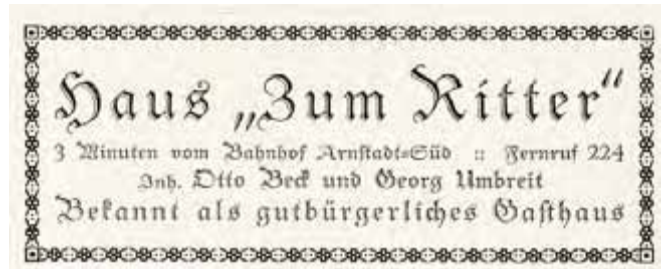 Haus „Zum Ritter“
3 Minuten vom Bahnhof Arnstadt=Süd :: Fernruf 224
Inh. Otto Beck und Georg Umbreit
Bekannt als gutbürgerliches Gasthaus